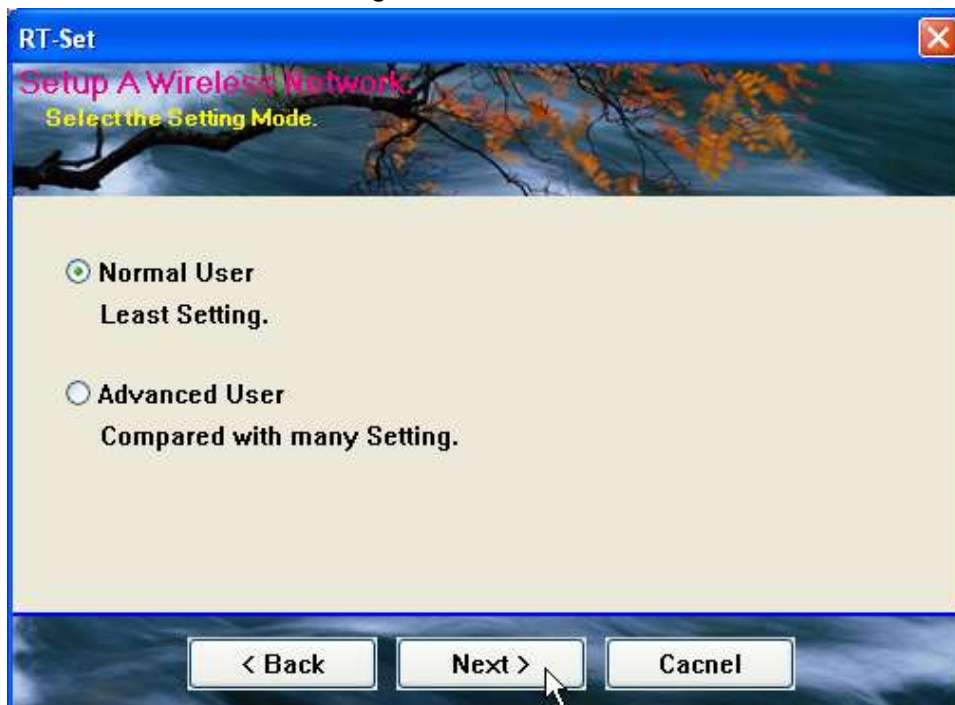 RT-Set
Setup A Wireless Network.
Select the Setting Mode.
Normal User
Least Setting.
Advanced User
Compared with many Setting.
< Back
Next >
Cacnel